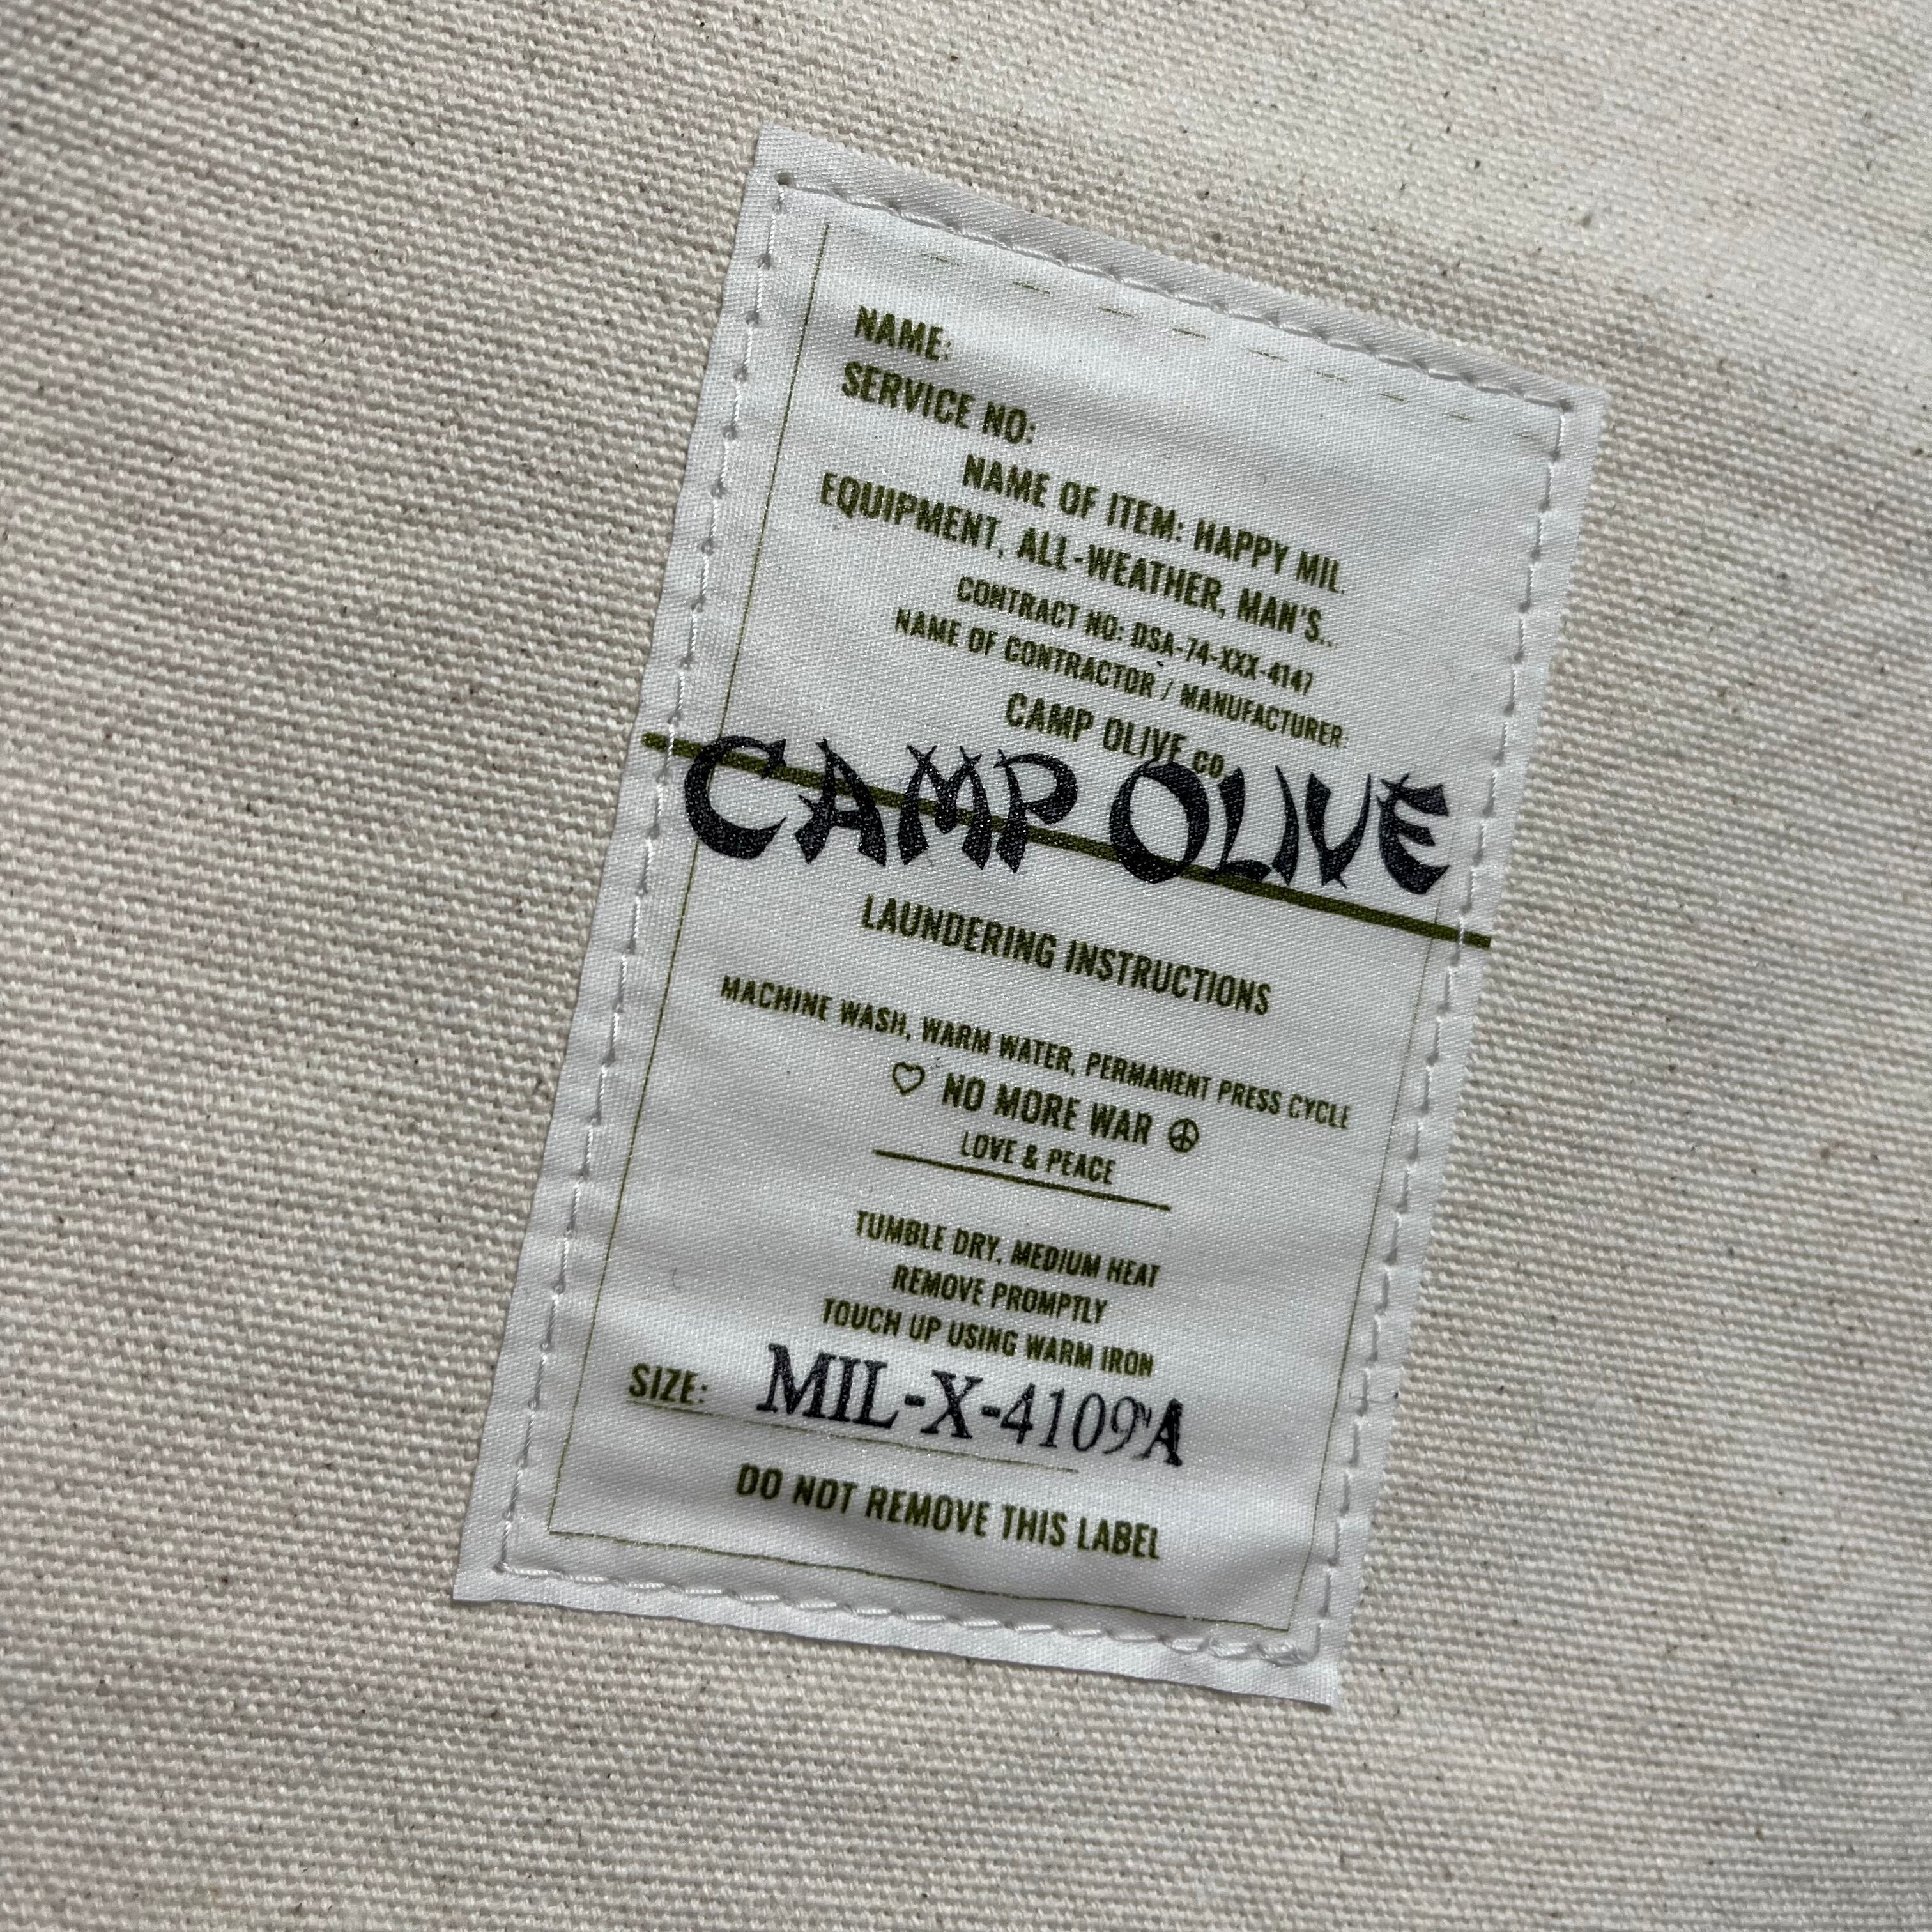 NAME:
SERVICE NO:
NAME OF ITEM: HAPPY MIL.
EQUIPMENT, ALL-WEATHER, MAN'S..
CONTRACT NO: DSA-74-XXX-4147
NAME OF CONTRACTOR / MANUFACTURER:
CAMP OLIVE CO.
CAMP OLIVE
LAUNDERING INSTRUCTIONS
MACHINE WASH, WARM WATER, PERMANENT PRESS CYCLE
♡ NO MORE WAR ☮
LOVE & PEACE
TUMBLE DRY, MEDIUM HEAT
REMOVE PROMPTLY
TOUCH UP USING WARM IRON
SIZE: MIL-X-4109"A
DO NOT REMOVE THIS LABEL